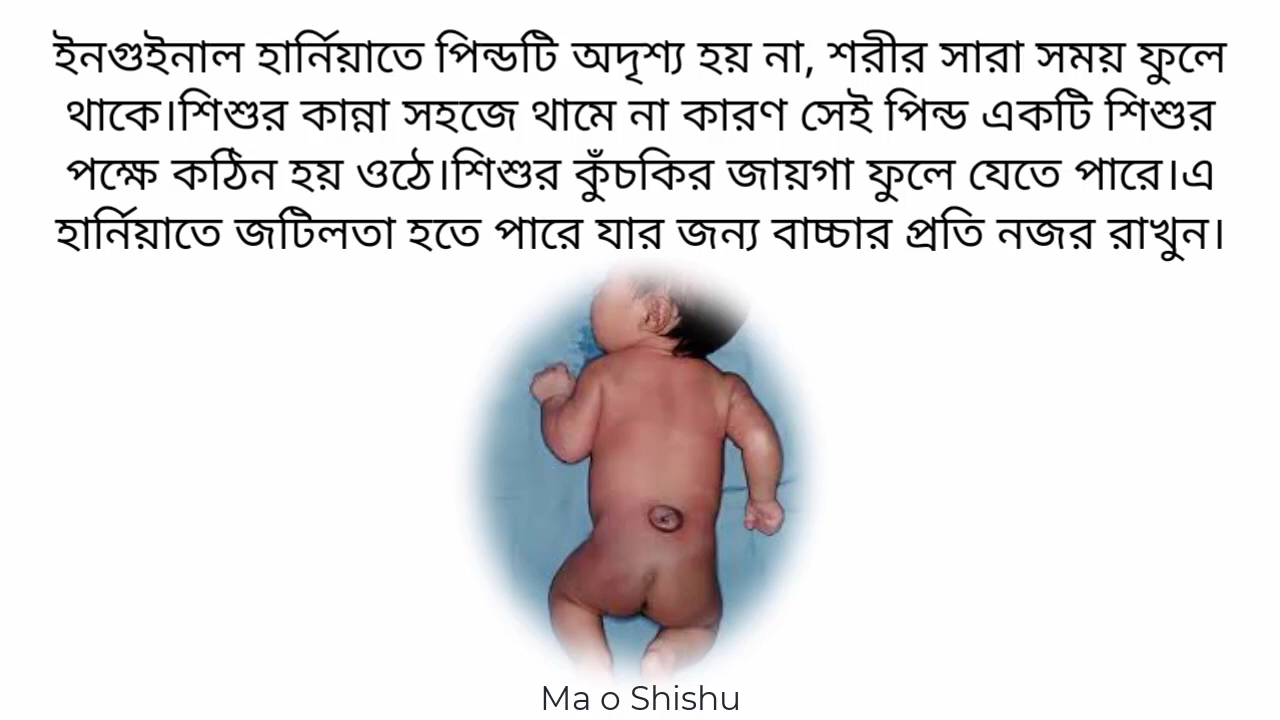 ইনগুইনাল হার্নিয়াতে পিন্ডটি অদৃশ্য হয় না, শরীর সারা সময় ফুলে
থাকে।শিশুর কান্না সহজে থামে না কারণ সেই পিন্ড একটি শিশুর
পক্ষে কঠিন হয় ওঠে।শিশুর কুঁচকির জায়গা ফুলে যেতে পারে।এ
হার্নিয়াতে জটিলতা হতে পারে যার জন্য বাচ্চার প্রতি নজর রাখুন।
Ma o Shishu